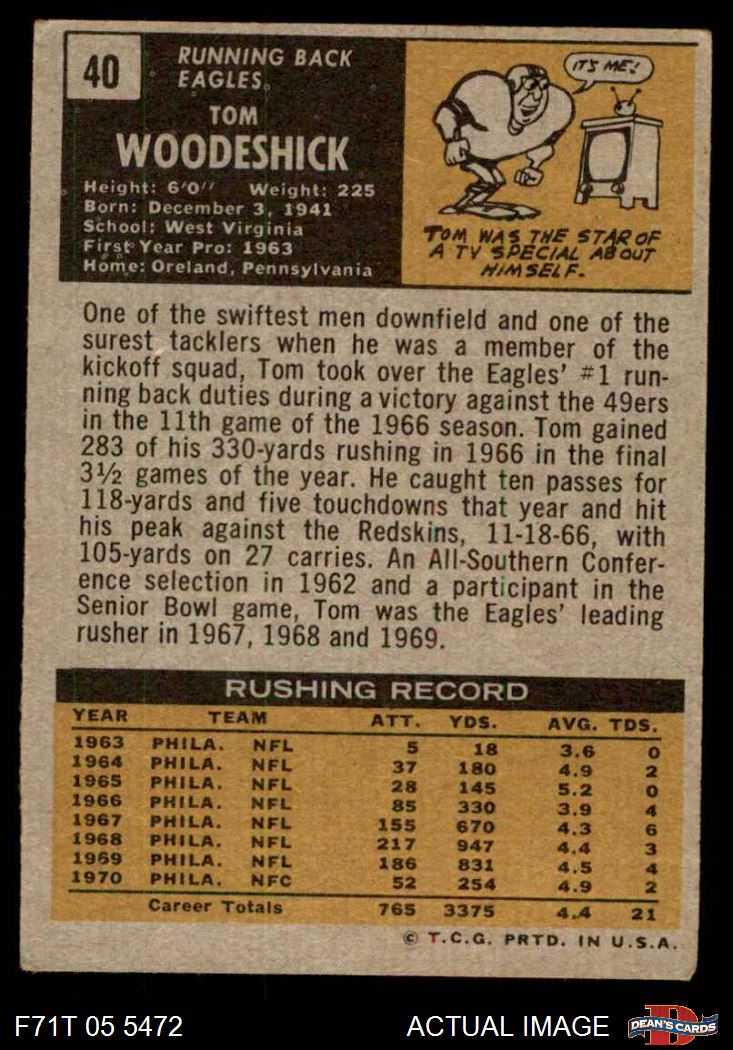 40
RUNNING BACK
EAGLES
TOM
WOODESHICK
Height: 6'0" Weight: 225
Born: December 3, 1941
School: West Virginia
First Year Pro: 1963
Home: Oreland, Pennsylvania
IT'S ME!
TOM WAS THE STAR OF
A TV SPECIAL ABOUT
HIMSELF.
One of the swiftest men downfield and one of the
surest tacklers when he was a member of the
kickoff squad, Tom took over the Eagles' #1 run-
ning back duties during a victory against the 49ers
in the 11th game of the 1966 season. Tom gained
283 of his 330-yards rushing in 1966 in the final
3½ games of the year. He caught ten passes for
118-yards and five touchdowns that year and hit
his peak against the Redskins, 11-18-66, with
105-yards on 27 carries. An All-Southern Confer-
ence selection in 1962 and a participant in the
Senior Bowl game, Tom was the Eagles' leading
rusher in 1967, 1968 and 1969.
RUSHING RECORD
YEAR TEAM ATT. YDS. AVG. TDS.
1963 PHILA. NFL 5 18 3.6 0
1964 PHILA. NFL 37 180 4.9 2
1965 PHILA. NFL 28 145 5.2 0
1966 PHILA. NFL 85 330 3.9 4
1967 PHILA. NFL 155 670 4.3 6
1968 PHILA. NFL 217 947 4.4 3
1969 PHILA. NFL 186 831 4.5 4
1970 PHILA. NFC 52 254 4.9 2
Career Totals 765 3375 4.4 21
© T.C.G. PRTD. IN U.S.A.
F71T 05 5472 ACTUAL IMAGE D DEAN'S CARDS